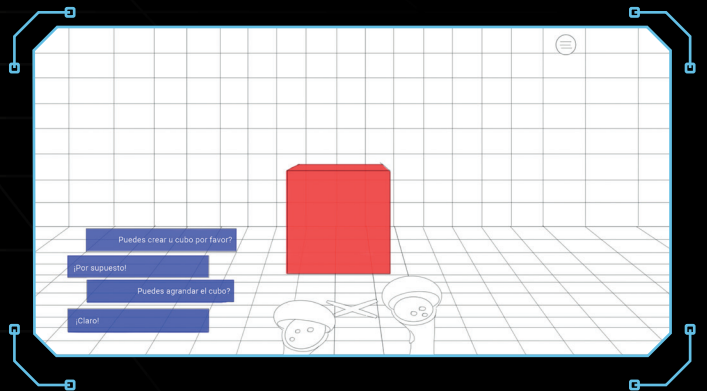 Puedes crear u cubo por favor?
¡Por supuesto!
Puedes agrandar el cubo?
¡Claro!